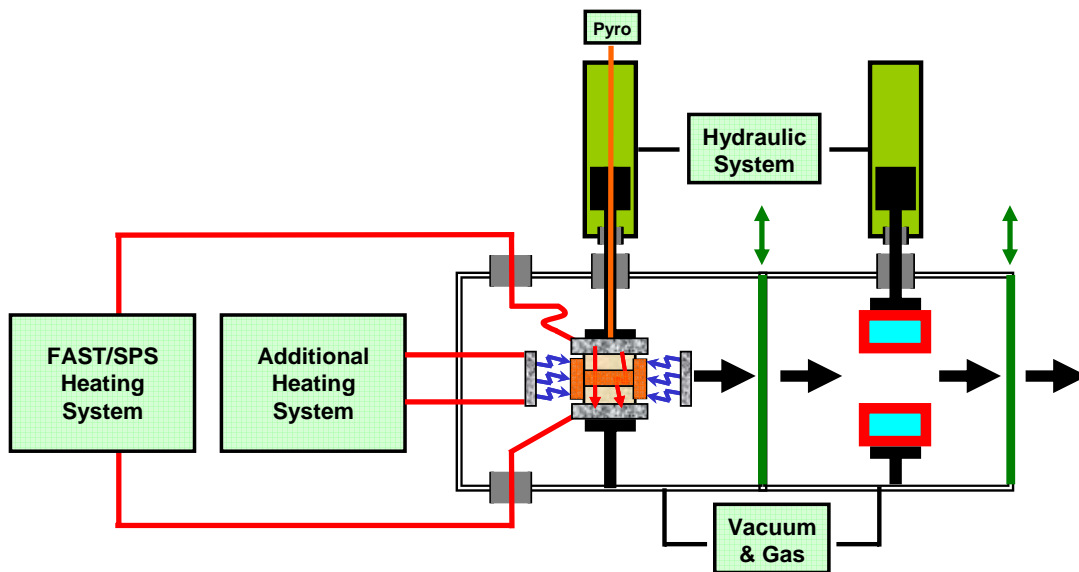 Pyro
Hydraulic
System
FAST/SPS
Heating
System
Additional
Heating
System
Vacuum
& Gas